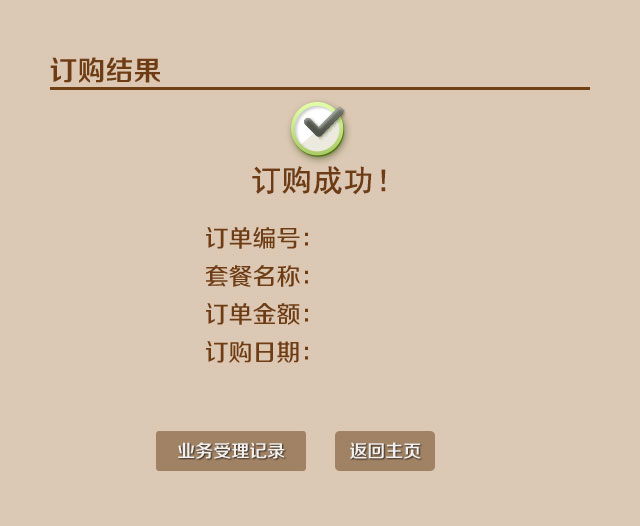 订购结果
订购成功！
订单编号：
套餐名称：
订单金额：
订购日期：
业务受理记录 返回主页